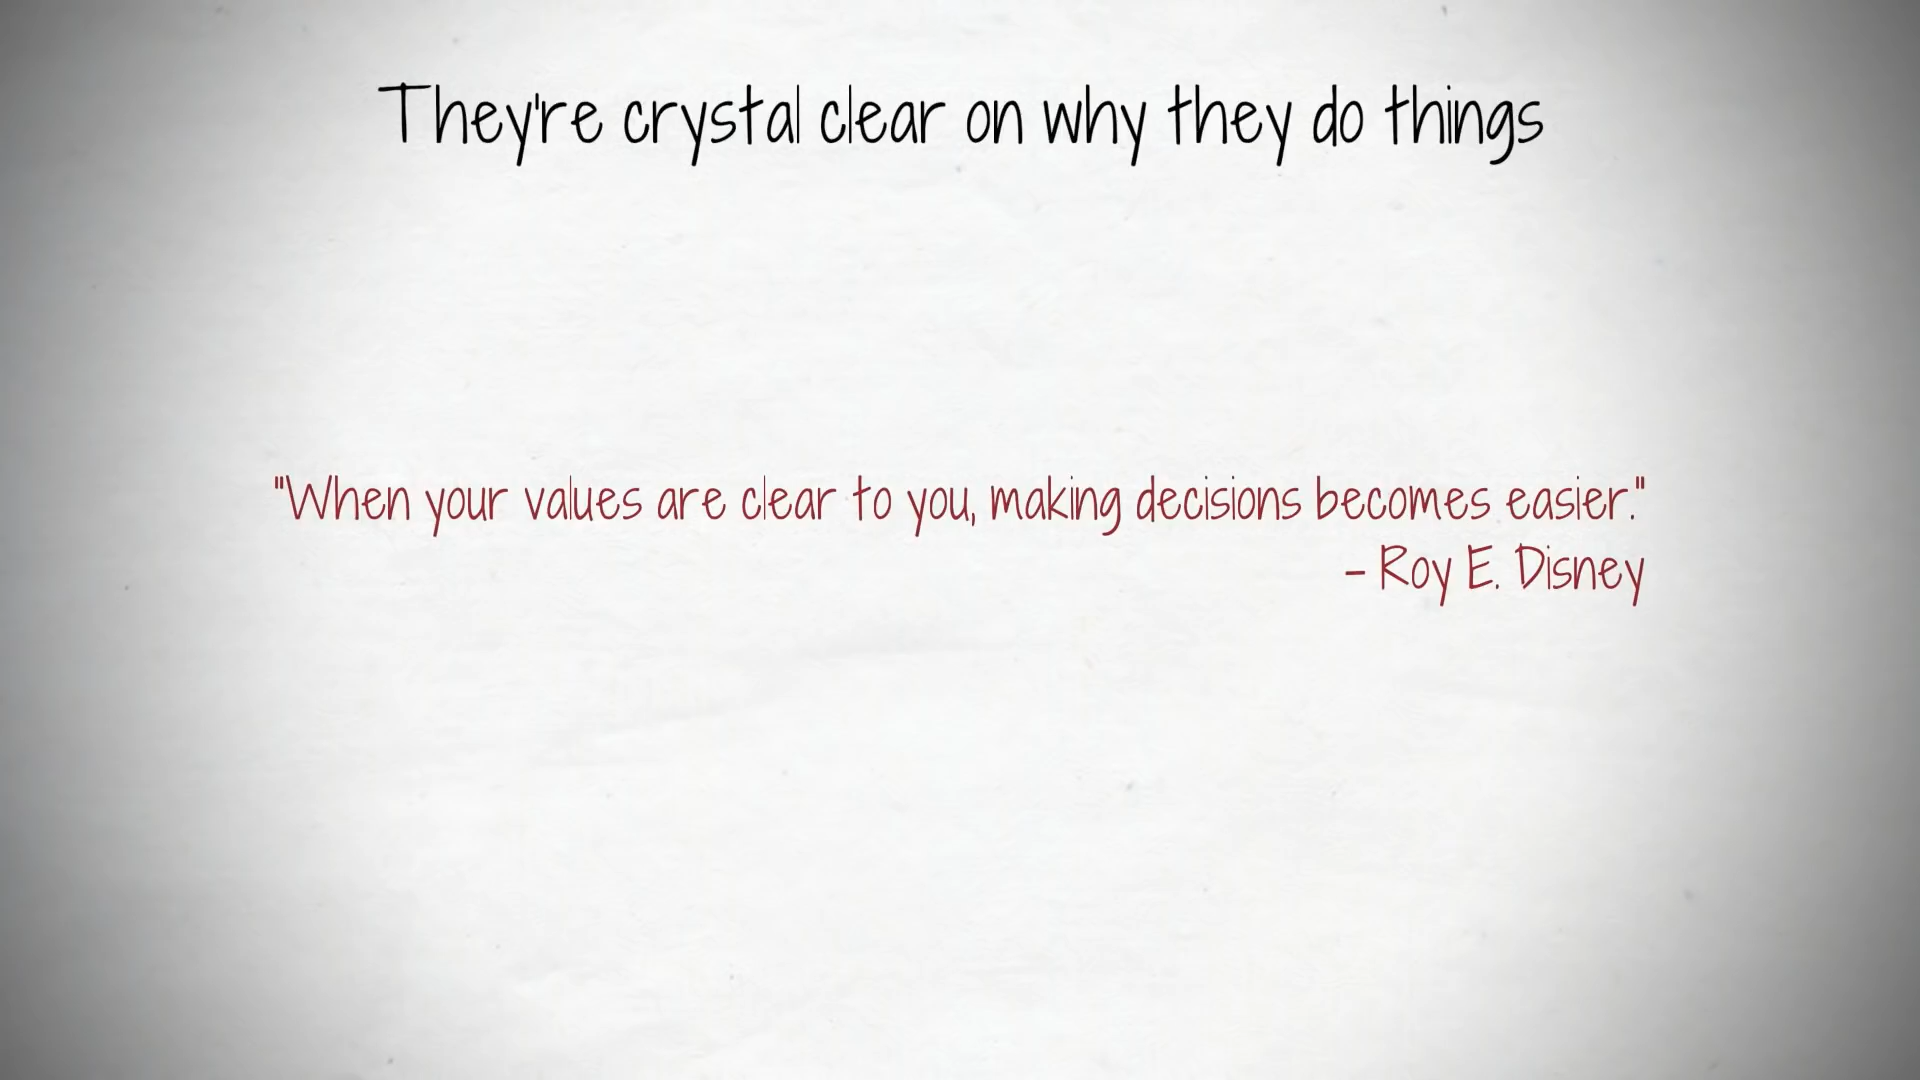 They're crystal clear on why they do things
"When your values are clear to you, making decisions becomes easier."
- Roy E. Disney